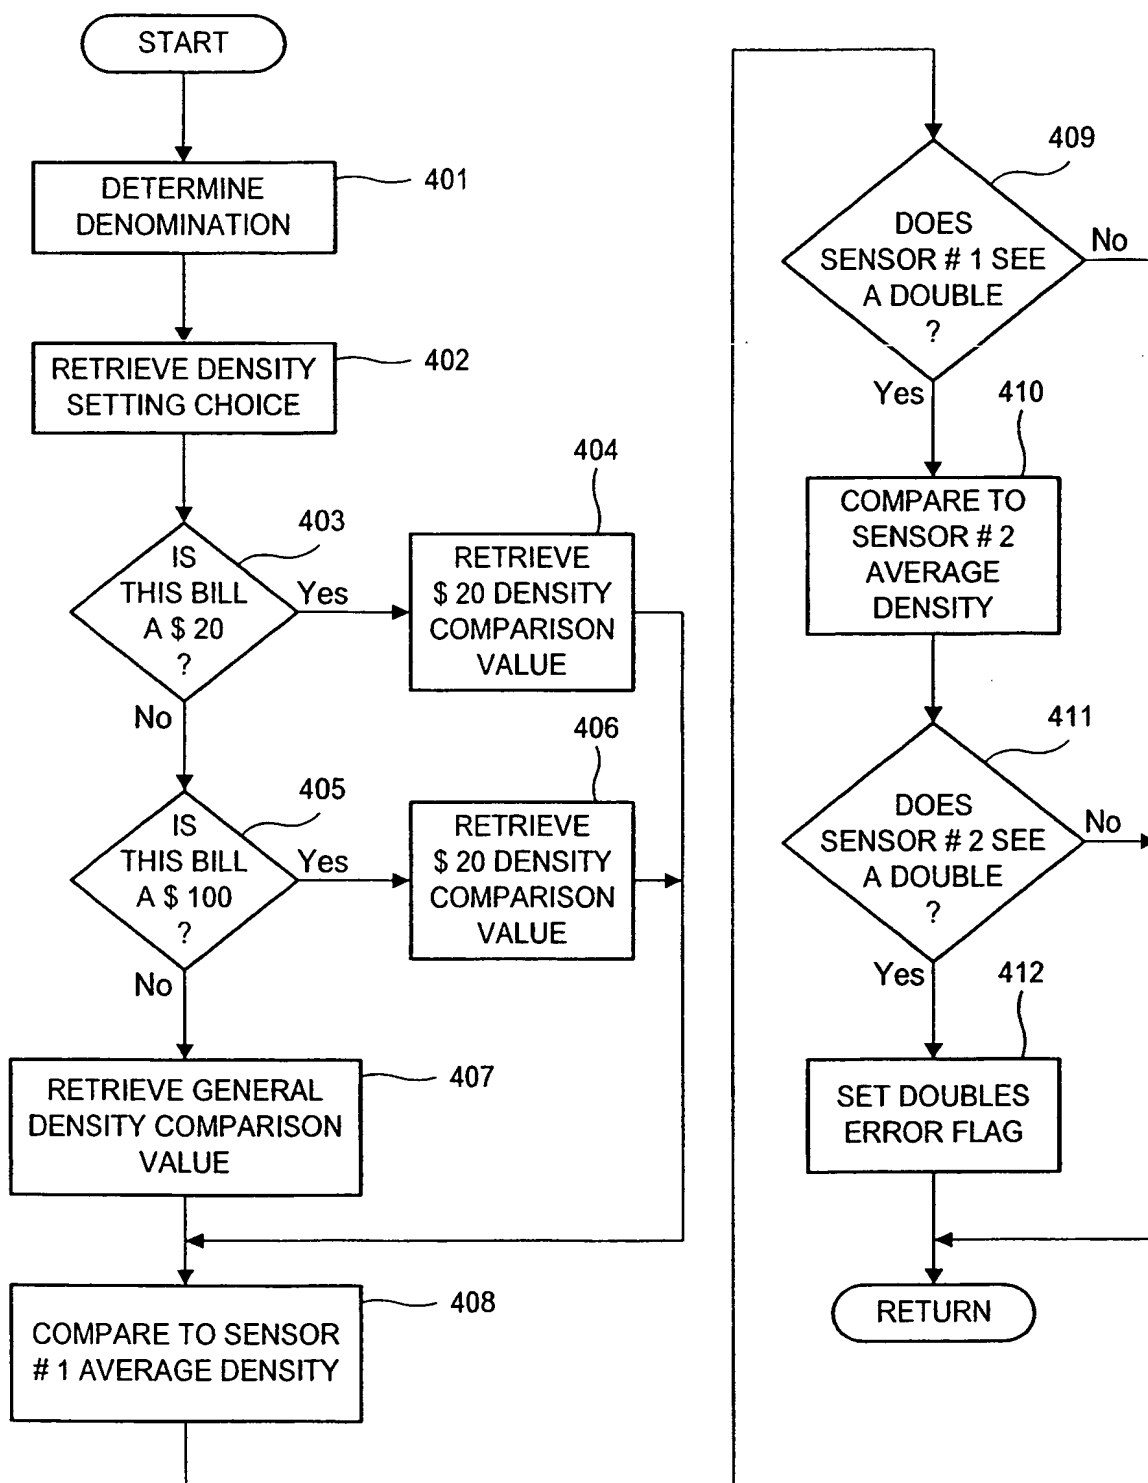 START
401
DETERMINE
DENOMINATION
402
RETRIEVE DENSITY
SETTING CHOICE
403
IS
THIS BILL
A $ 20
?
Yes
No
404
RETRIEVE
$ 20 DENSITY
COMPARISON
VALUE
405
IS
THIS BILL
A $ 100
?
Yes
No
406
RETRIEVE
$ 20 DENSITY
COMPARISON
VALUE
407
RETRIEVE GENERAL
DENSITY COMPARISON
VALUE
408
COMPARE TO SENSOR
# 1 AVERAGE DENSITY
409
DOES
SENSOR # 1 SEE
A DOUBLE
?
No
Yes
410
COMPARE TO
SENSOR # 2
AVERAGE
DENSITY
411
DOES
SENSOR # 2 SEE
A DOUBLE
?
No
Yes
412
SET DOUBLES
ERROR FLAG
RETURN